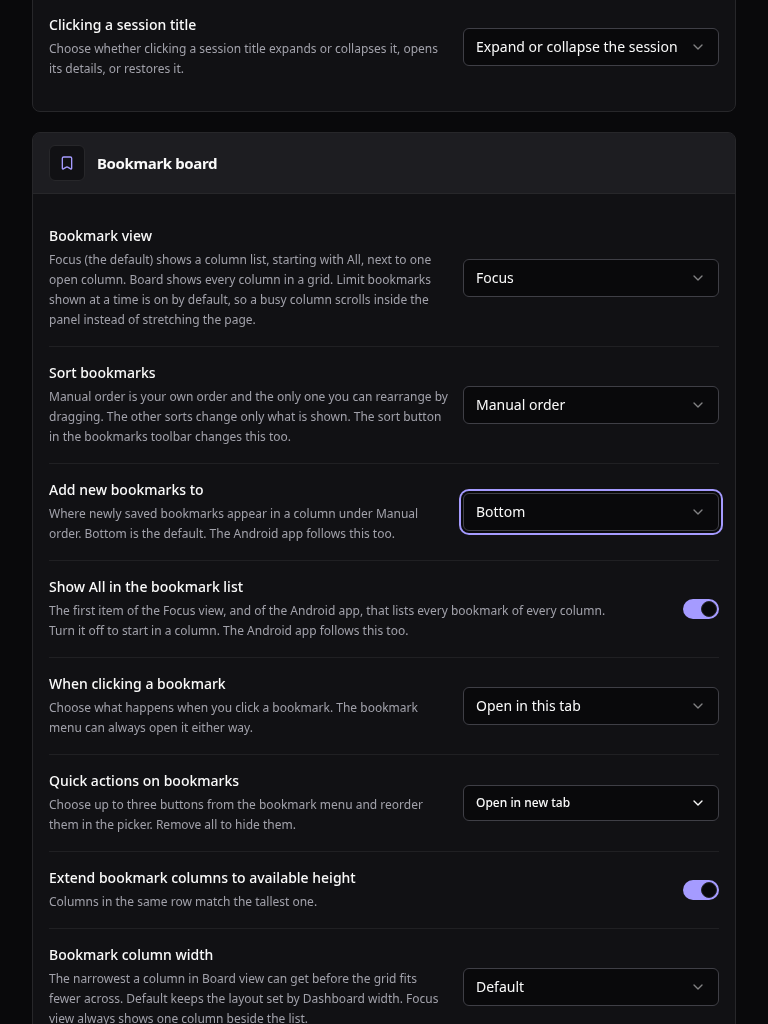 Clicking a session title
Choose whether clicking a session title expands or collapses it, opens
its details, or restores it.
Expand or collapse the session
Bookmark board
Bookmark view
Focus (the default) shows a column list, starting with All, next to one
open column. Board shows every column in a grid. Limit bookmarks
shown at a time is on by default, so a busy column scrolls inside the
panel instead of stretching the page.
Focus
Sort bookmarks
Manual order is your own order and the only one you can rearrange by
dragging. The other sorts change only what is shown. The sort button
in the bookmarks toolbar changes this too.
Manual order
Add new bookmarks to
Where newly saved bookmarks appear in a column under Manual
order. Bottom is the default. The Android app follows this too.
Bottom
Show All in the bookmark list
The first item of the Focus view, and of the Android app, that lists every bookmark of every column.
Turn it off to start in a column. The Android app follows this too.
When clicking a bookmark
Choose what happens when you click a bookmark. The bookmark
menu can always open it either way.
Open in this tab
Quick actions on bookmarks
Choose up to three buttons from the bookmark menu and reorder
them in the picker. Remove all to hide them.
Open in new tab
Extend bookmark columns to available height
Columns in the same row match the tallest one.
Bookmark column width
The narrowest a column in Board view can get before the grid fits
fewer across. Default keeps the layout set by Dashboard width. Focus
view always shows one column beside the list.
Default